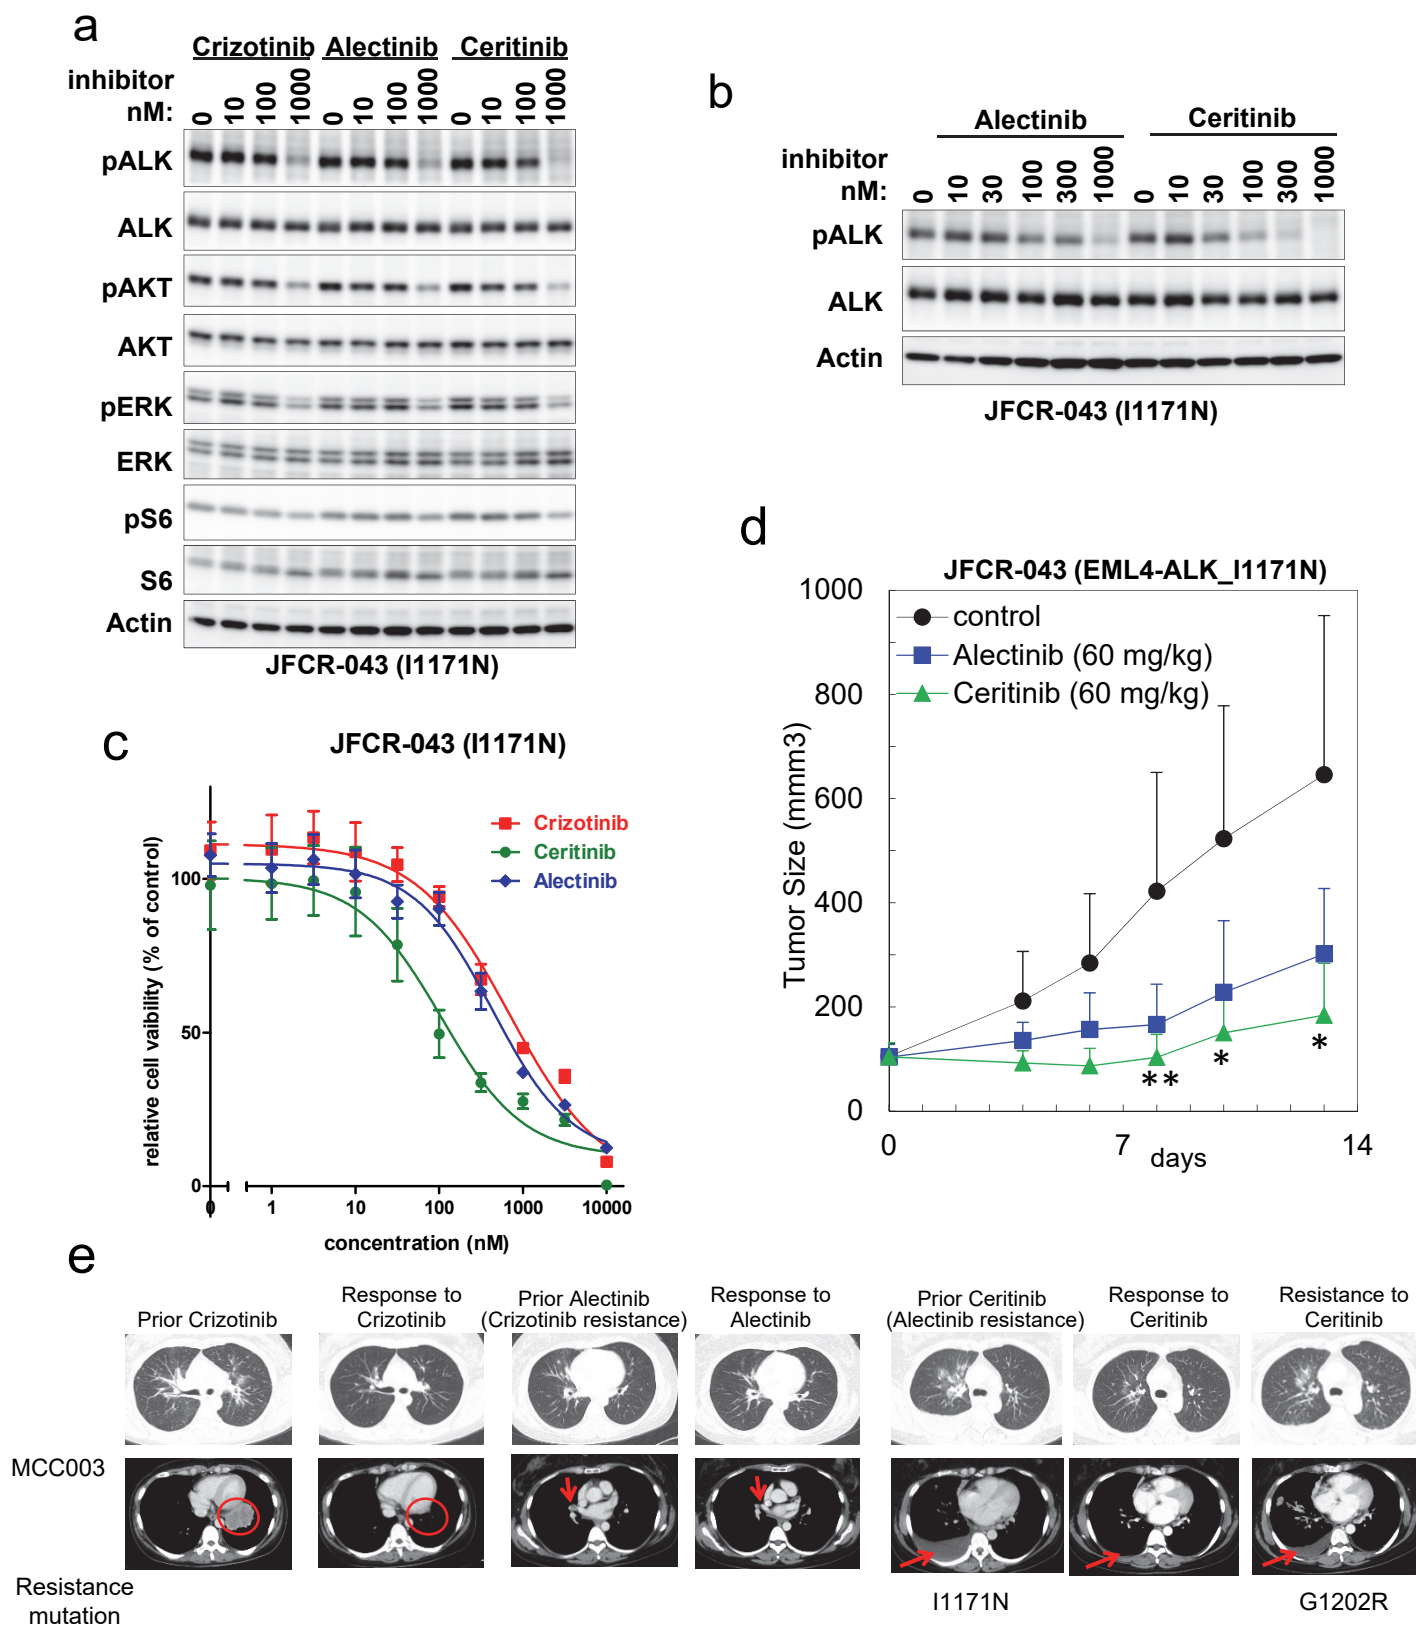 a
Crizotinib Alectinib Ceritinib
inhibitor
nM: 0 10 100 1000 0 10 100 1000 0 10 100 1000
pALK
ALK
pAKT
AKT
pERK
ERK
pS6
S6
Actin
JFCR-043 (I1171N)
b
Alectinib Ceritinib
inhibitor
nM: 0 10 30 100 300 1000 0 10 30 100 300 1000
pALK
ALK
Actin
JFCR-043 (I1171N)
c
JFCR-043 (I1171N)
Crizotinib
Ceritinib
Alectinib
relative cell vaibility (% of control)
100
50
0
0 1 10 100 1000 10000
concentration (nM)
d
JFCR-043 (EML4-ALK_I1171N)
control
Alectinib (60 mg/kg)
Ceritinib (60 mg/kg)
Tumor Size (mmm3)
1000
800
600
400
200
0
** * *
0 7 14
days
e
Prior Crizotinib
Response to
Crizotinib
Prior Alectinib
(Crizotinib resistance)
Response to
Alectinib
Prior Ceritinib
(Alectinib resistance)
Response to
Ceritinib
Resistance to
Ceritinib
MCC003
Resistance
mutation
I1171N
G1202R